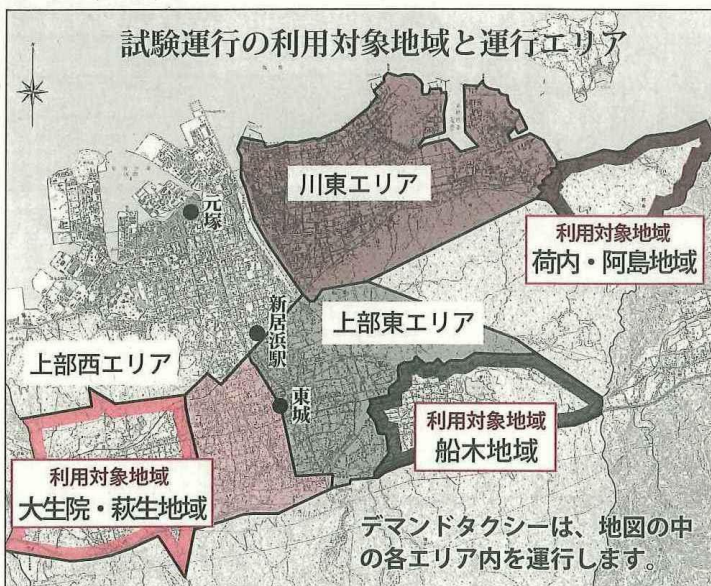 試験運行の利用対象地域と運行エリア
川東エリア
元塚
利用対象地域
荷内・阿島地域
新居浜駅
上部東エリア
上部西エリア
東城
利用対象地域
船木地域
利用対象地域
大生院・萩生地域
デマンドタクシーは、地図の中
の各エリア内を運行します。